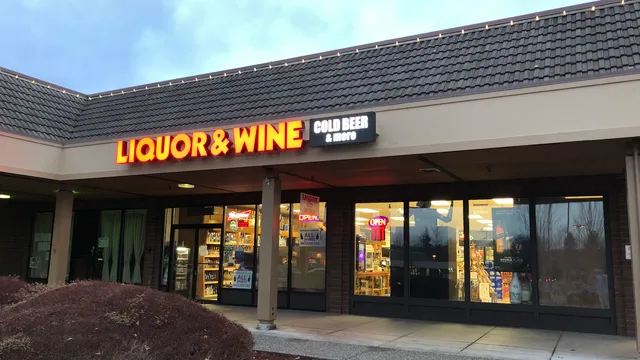 LIQUOR & WINE
COLD BEER
& more
OPEN
OPEN